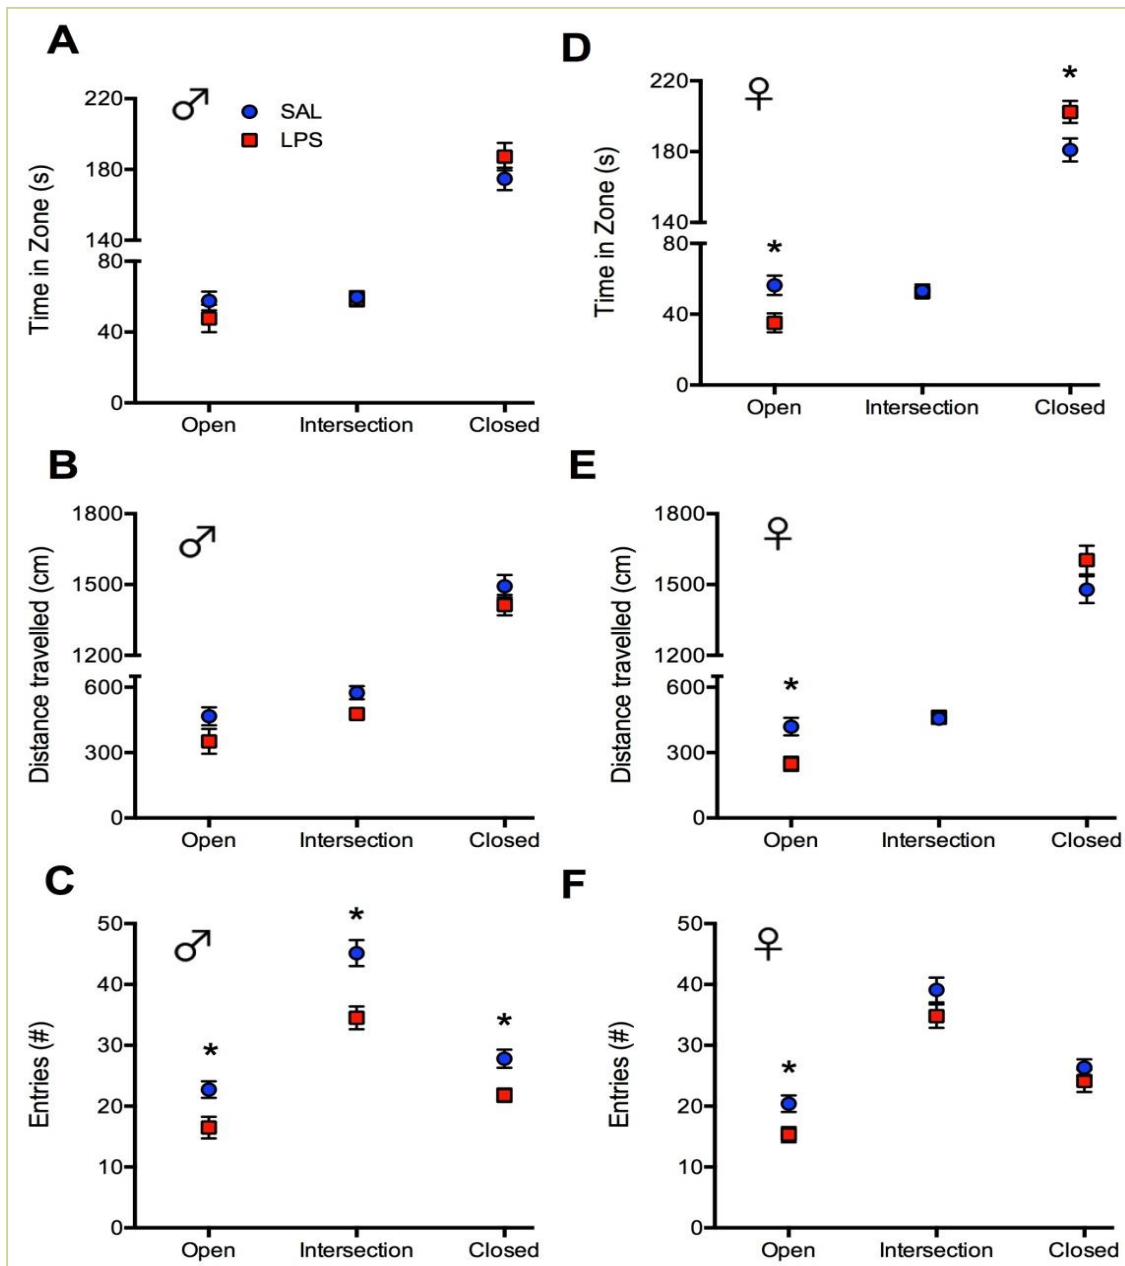 A
♂
SAL
LPS
Time in Zone (s)
220
180
140
80
40
0
Open Intersection Closed
D
♀
*
*
Time in Zone (s)
220
180
140
80
40
0
Open Intersection Closed
B
♂
Distance travelled (cm)
1800
1500
1200
600
300
0
Open Intersection Closed
E
♀
*
Distance travelled (cm)
1800
1500
1200
600
300
0
Open Intersection Closed
C
♂
*
*
*
Entries (#)
50
40
30
20
10
0
Open Intersection Closed
F
♀
*
Entries (#)
50
40
30
20
10
0
Open Intersection Closed